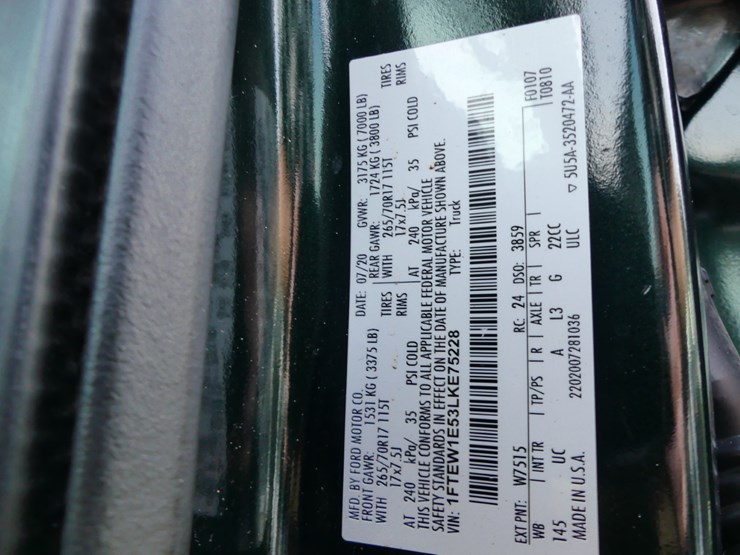 MFD. BY FORD MOTOR CO.
DATE: 07/20 GVWR: 3175 KG ( 7000 LB)
FRONT GAWR: 1531 KG ( 3375 LB) REAR GAWR: 1724 KG ( 3800 LB)
WITH 265/70R17 115T TIRES WITH 265/70R17 115T TIRES
17x7.5J RIMS 17x7.5J RIMS
AT 240 kPa/ 35 PSI COLD AT 240 kPa/ 35 PSI COLD
THIS VEHICLE CONFORMS TO ALL APPLICABLE FEDERAL MOTOR VEHICLE
SAFETY STANDARDS IN EFFECT ON THE DATE OF MANUFACTURE SHOWN ABOVE.
VIN: 1FTEW1E53LKE75228 TYPE: Truck
EXT PNT: W7515 RC: 24 DSO: 3859 F0107
WB | INT TR | TP/PS | R | AXLE | TR | SPR | T0810
145 UC A L3 G 22CC
MADE IN U.S.A. 2202007281036 ULC ▽ 5U5A-3520472-AA